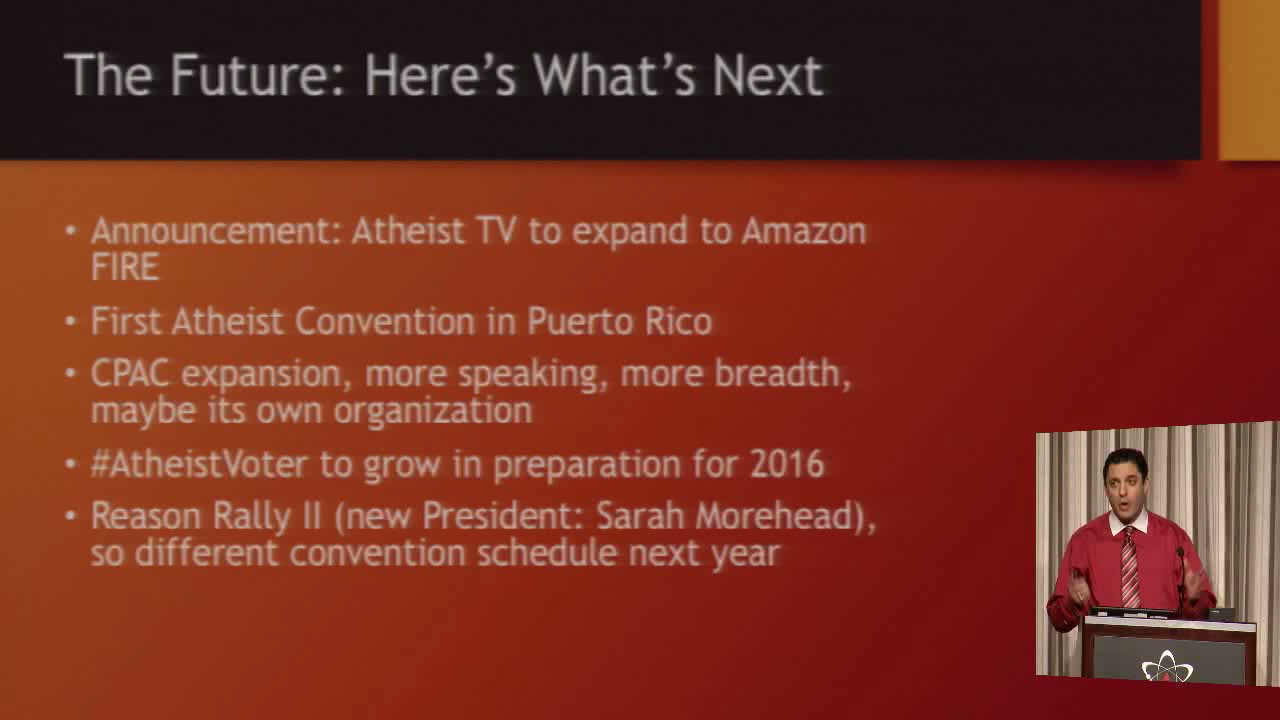 The Future: Here’s What’s Next
• Announcement: Atheist TV to expand to Amazon
FIRE
• First Atheist Convention in Puerto Rico
• CPAC expansion, more speaking, more breadth,
maybe its own organization
• #AtheistVoter to grow in preparation for 2016
• Reason Rally II (new President: Sarah Morehead),
so different convention schedule next year